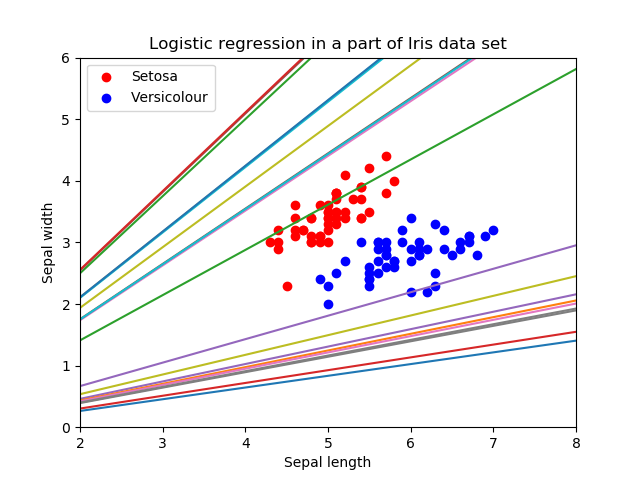 Logistic regression in a part of Iris data set
Setosa
Versicolour
Sepal width
6
5
4
3
2
1
0
2 3 4 5 6 7 8
Sepal length